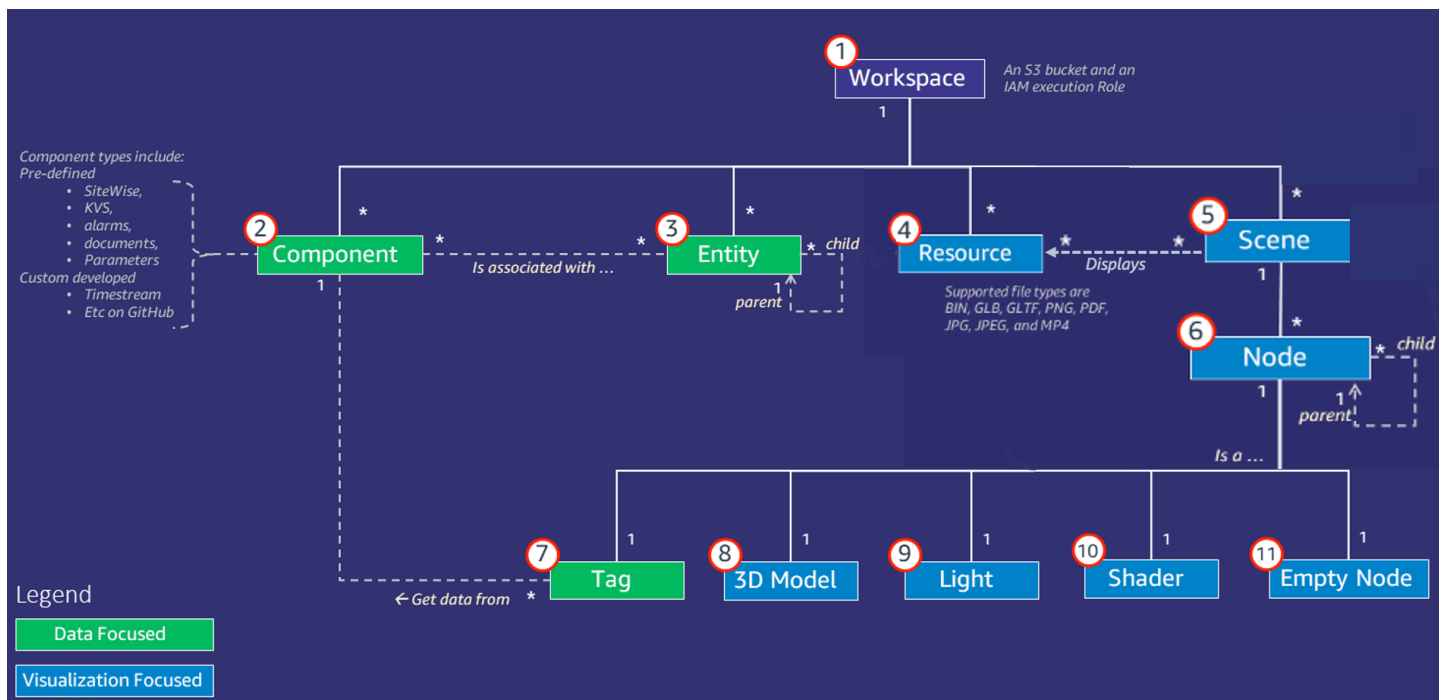 1
Workspace
An S3 bucket and an
IAM execution Role
1
Component types include:
Pre-defined
• SiteWise,
• KVS,
• alarms,
• documents,
• Parameters
Custom developed
• Timestream
• Etc on GitHub
*
*
*
*
2
Component
*
Is associated with ...
*
3
Entity
* child
1
parent
4
Resource
*
Displays
*
5
Scene
1
1
Supported file types are
BIN, GLB, GLTF, PNG, PDF,
JPG, JPEG, and MP4
*
6
Node
* child
1
1
parent
Is a ...
1
1
1
1
1
7
Tag
8
3D Model
9
Light
10
Shader
11
Empty Node
← Get data from *
Legend
Data Focused
Visualization Focused